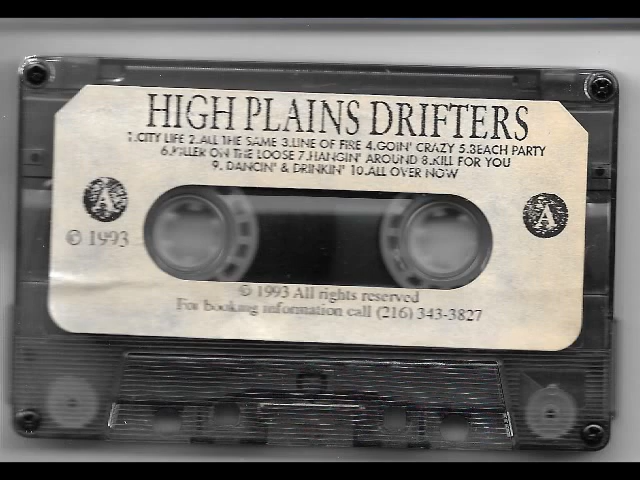 HIGH PLAINS DRIFTERS
1.CITY LIFE 2.ALL THE SAME 3.LINE OF FIRE 4.GOIN' CRAZY 5.BEACH PARTY
6.KILLER ON THE LOOSE 7.HANGIN' AROUND 8.KILL FOR YOU
9. DANCIN' & DRINKIN' 10.ALL OVER NOW
A
A
© 1993
© 1993 All rights reserved
For booking information call (216) 343-3827